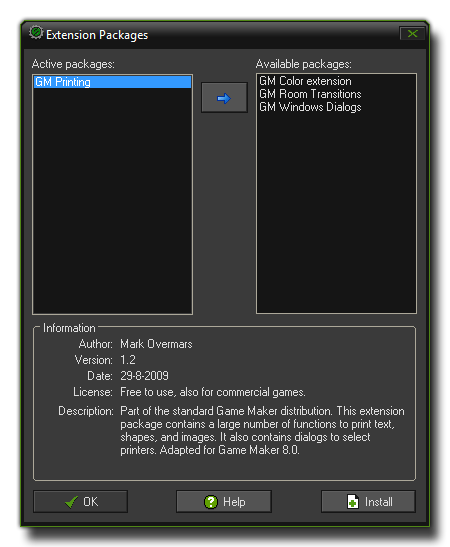 Extension Packages
Active packages:
Available packages:
GM Printing
GM Color extension
GM Room Transitions
GM Windows Dialogs
Information
Author: Mark Overmars
Version: 1.2
Date: 29-8-2009
License: Free to use, also for commercial games.
Description: Part of the standard Game Maker distribution. This extension
package contains a large number of functions to print text,
shapes, and images. It also contains dialogs to select
printers. Adapted for Game Maker 8.0.
OK
Help
Install